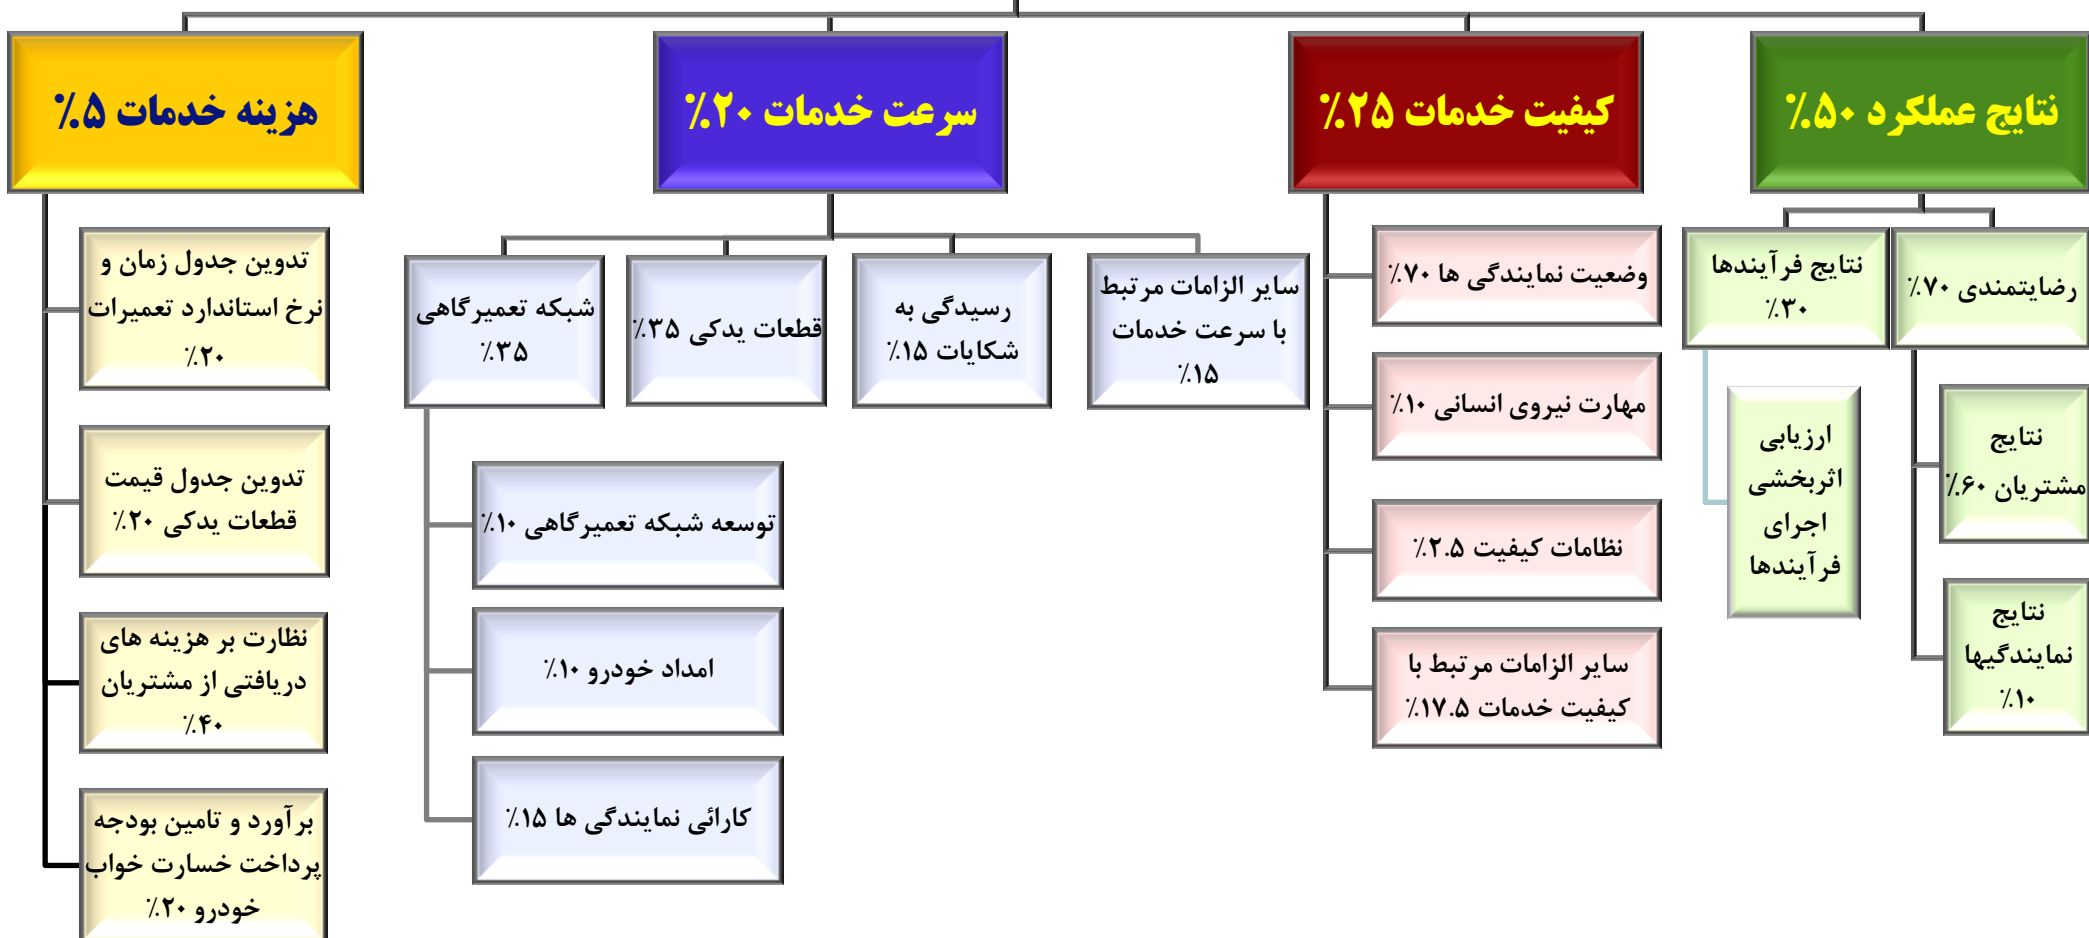 نتایج عملکرد ۵۰٪
کیفیت خدمات ۲۵٪
سرعت خدمات ۲۰٪
هزینه خدمات ۵٪
رضایتمندی ۷۰٪
نتایج
مشتریان ۶۰٪
نتایج
نمایندگیها
۱۰٪
نتایج فرآیندها
۳۰٪
ارزیابی
اثربخشی
اجرای
فرآیندها
وضعیت نمایندگی ها ۷۰٪
مهارت نیروی انسانی ۱۰٪
نظامات کیفیت ۲.۵٪
سایر الزامات مرتبط با
کیفیت خدمات ۱۷.۵٪
سایر الزامات مرتبط
با سرعت خدمات
۱۵٪
رسیدگی به
شکایات ۱۵٪
قطعات یدکی ۳۵٪
شبکه تعمیرگاهی
۳۵٪
توسعه شبکه تعمیرگاهی ۱۰٪
امداد خودرو ۱۰٪
کارائی نمایندگی ها ۱۵٪
تدوین جدول زمان و
نرخ استاندارد تعمیرات
۲۰٪
تدوین جدول قیمت
قطعات یدکی ۲۰٪
نظارت بر هزینه های
دریافتی از مشتریان
۴۰٪
برآورد و تامین بودجه
پرداخت خسارت خواب
خودرو ۲۰٪